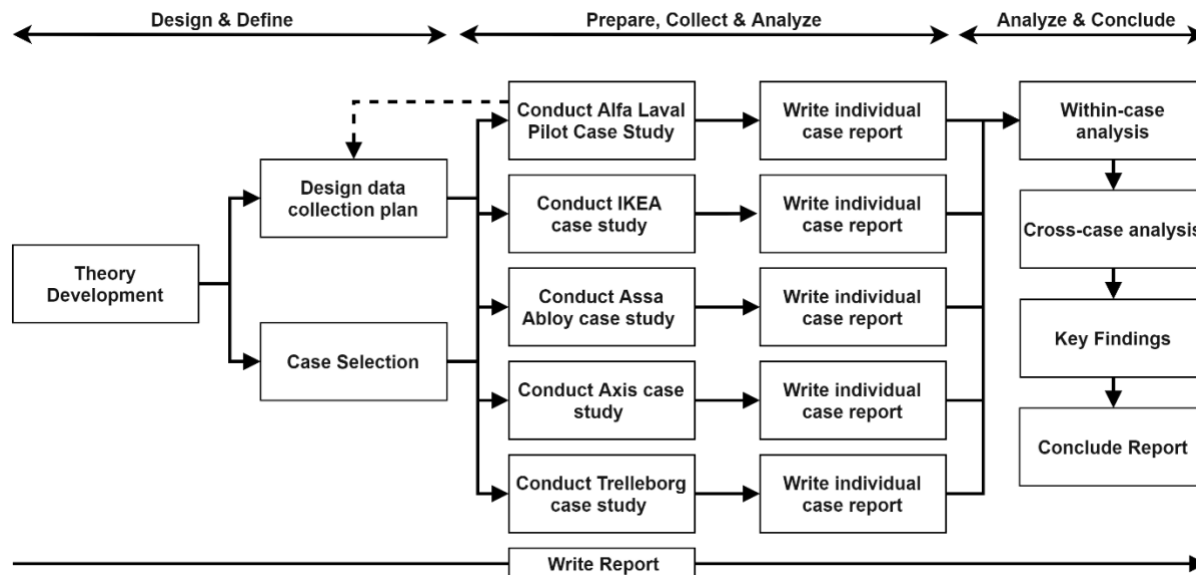 Design & Define
Prepare, Collect & Analyze
Analyze & Conclude
Theory
Development
Design data
collection plan
Case Selection
Conduct Alfa Laval
Pilot Case Study
Write individual
case report
Conduct IKEA
case study
Write individual
case report
Conduct Assa
Abloy case study
Write individual
case report
Conduct Axis case
study
Write individual
case report
Conduct Trelleborg
case study
Write individual
case report
Within-case
analysis
Cross-case analysis
Key Findings
Conclude Report
Write Report